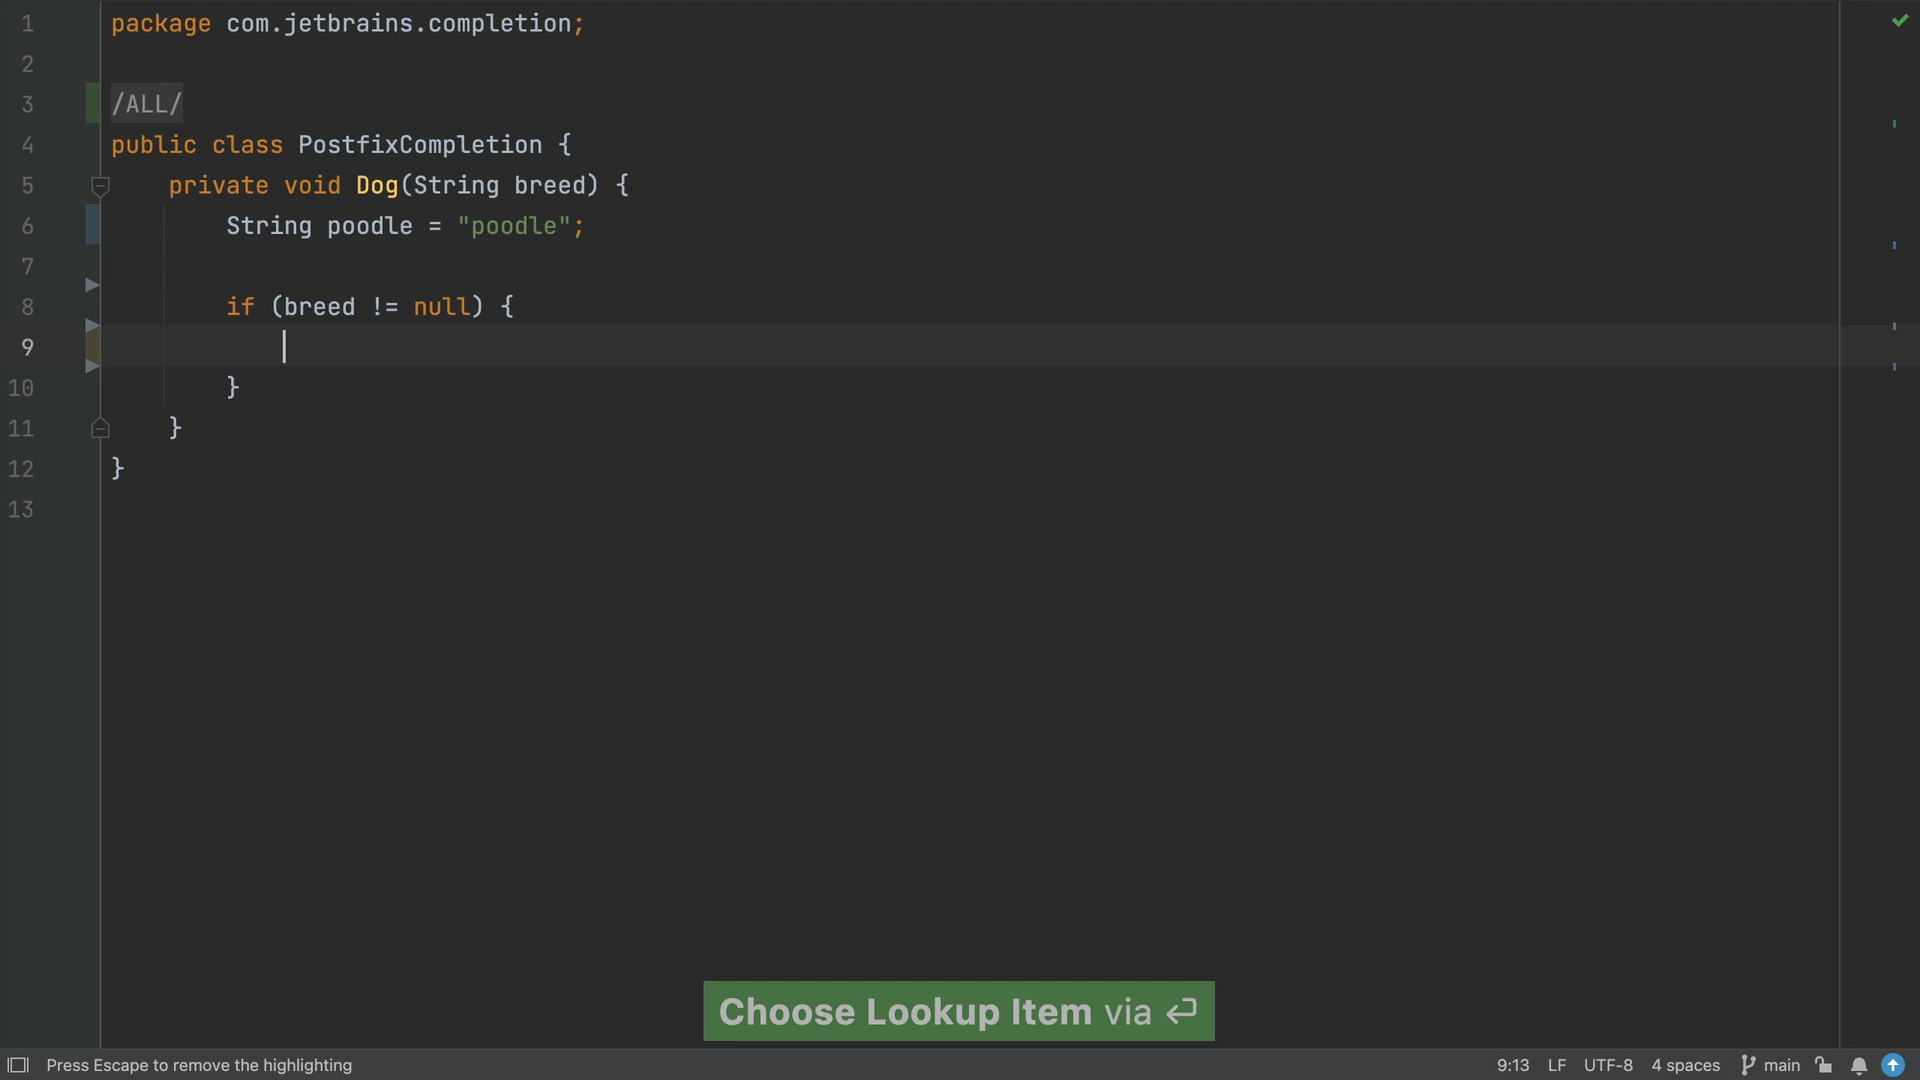 1 package com.jetbrains.completion;
2
3 /ALL/
4 public class PostfixCompletion {
5 private void Dog(String breed) {
6 String poodle = "poodle";
7
8 if (breed != null) {
9
10 }
11 }
12 }
13
Choose Lookup Item via ⏎
Press Escape to remove the highlighting 9:13 LF UTF-8 4 spaces main